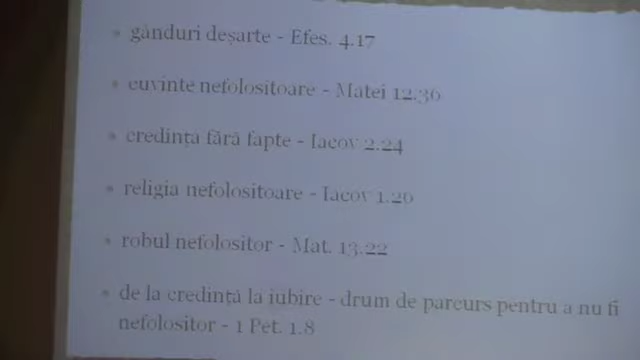 • gânduri deșarte - Efes. 4.17
• cuvinte nefolositoare - Matei 12.36
• credința fără fapte - Iacov 2.24
• religia nefolositoare - Iacov 1.26
• robul nefolositor - Mat. 13.22
• de la credință la iubire - drum de parcurs pentru a nu fi
nefolositor - 1 Pet. 1.8